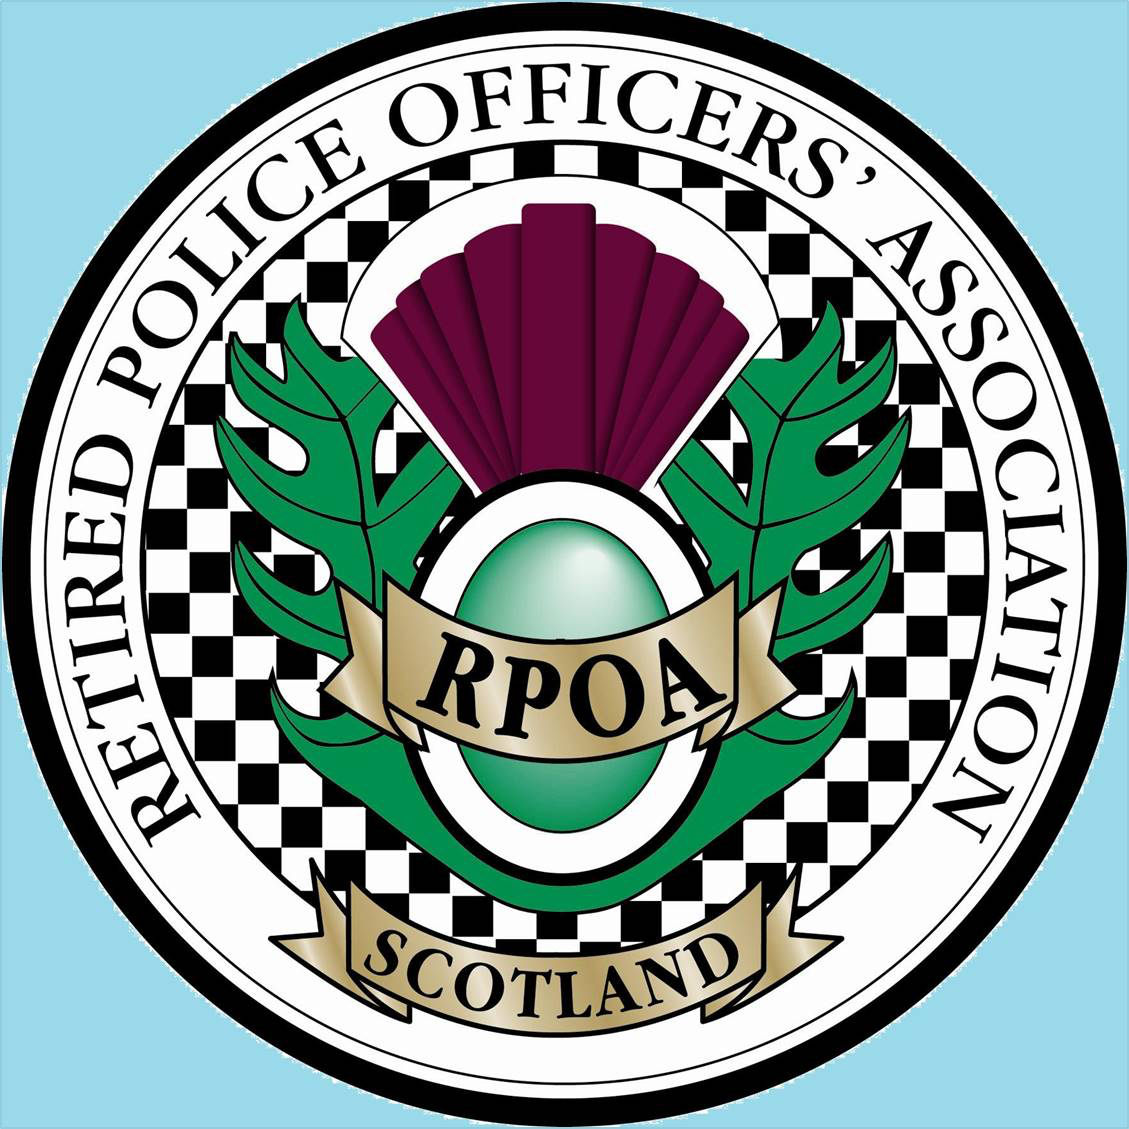 RETIRED POLICE OFFICERS' ASSOCIATION
RPOA
SCOTLAND